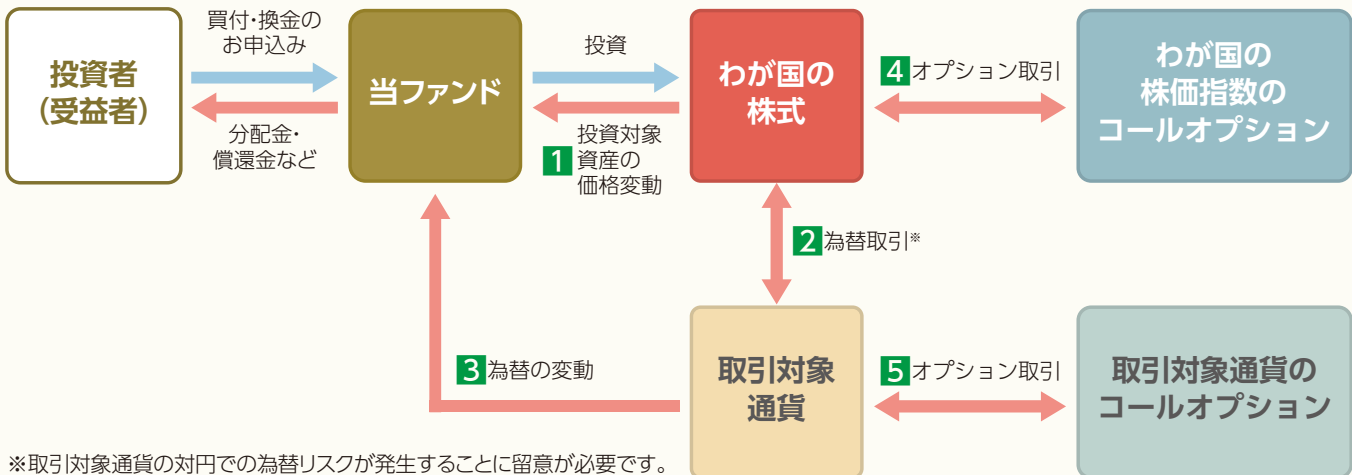 投資者
(受益者)
買付・換金の
お申込み
分配金・
償還金など
当ファンド
投資
1 投資対象
資産の
価格変動
わが国の
株式
4 オプション取引
わが国の
株価指数の
コールオプション
2 為替取引※
3 為替の変動
取引対象
通貨
5 オプション取引
取引対象通貨の
コールオプション
※取引対象通貨の対円での為替リスクが発生することに留意が必要です。